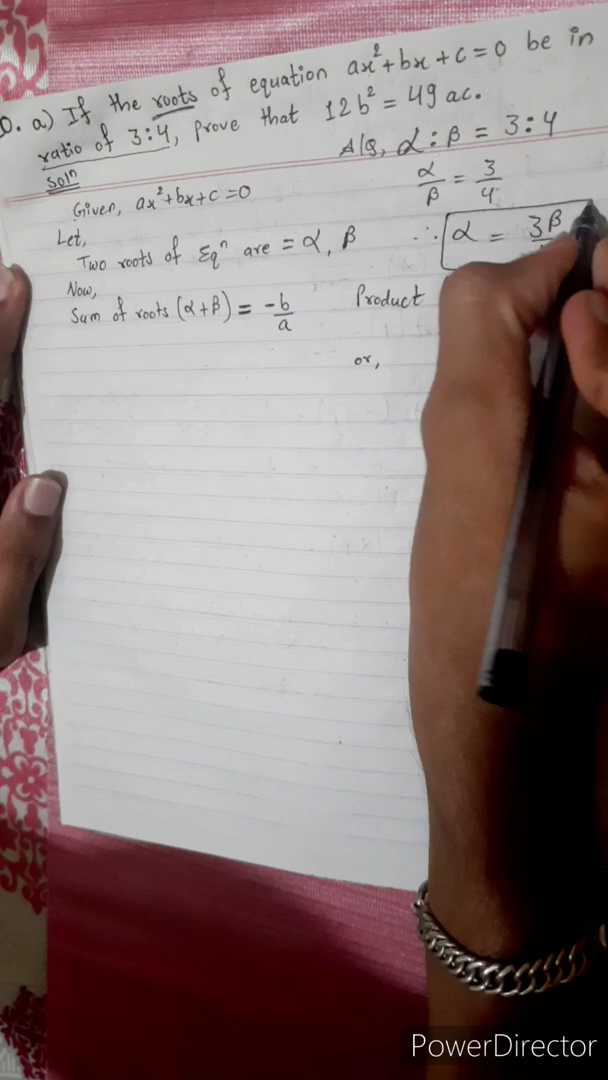 0. a) If the roots of equation ax²+bx+c=0 be in
ratio of 3:4, prove that 12b² = 49ac.
Solⁿ
A/Q, α:β = 3:4
α/β = 3/4
Given, ax²+bx+c=0
Let,
Two roots of Eqⁿ are = α, β
∴ α = 3β
Now,
Sum of roots (α+β) = -b/a
Product
or,
PowerDirector